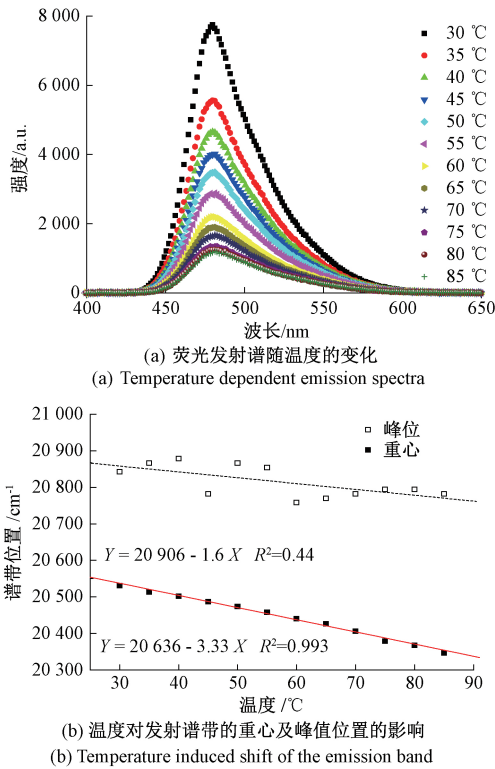 8 000
6 000
4 000
2 000
0
强度/a.u.
400 450 500 550 600 650
波长/nm
30 ℃
35 ℃
40 ℃
45 ℃
50 ℃
55 ℃
60 ℃
65 ℃
70 ℃
75 ℃
80 ℃
85 ℃
(a) 荧光发射谱随温度的变化
(a) Temperature dependent emission spectra
21 000
20 900
20 800
20 700
20 600
20 500
20 400
20 300
谱带位置/cm⁻¹
峰位
重心
Y = 20 906 - 1.6 X R²=0.44
Y = 20 636 - 3.33 X R²=0.993
30 40 50 60 70 80 90
温度 /℃
(b) 温度对发射谱带的重心及峰值位置的影响
(b) Temperature induced shift of the emission band